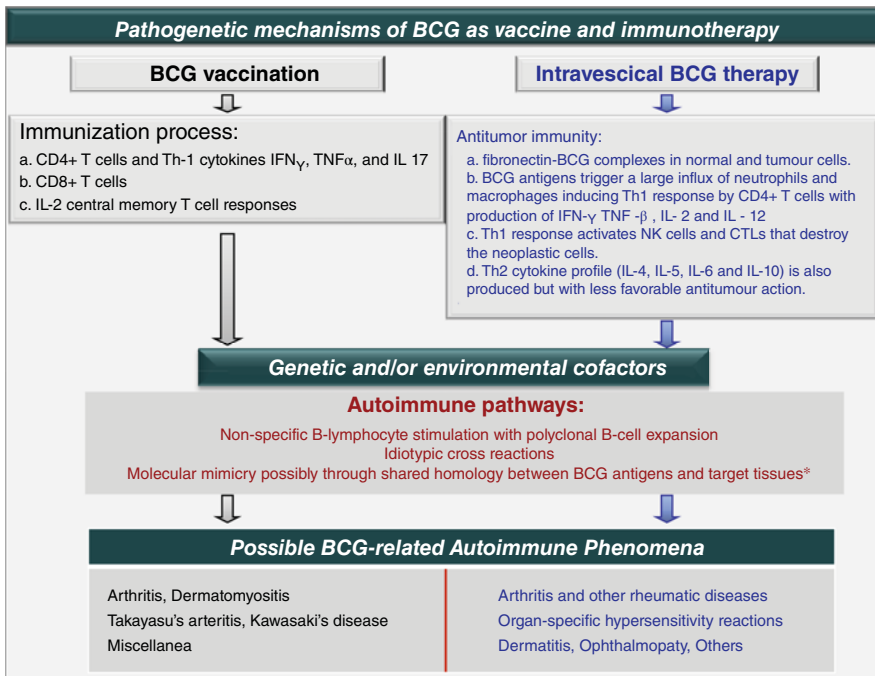 Pathogenetic mechanisms of BCG as vaccine and immunotherapy
BCG vaccination
Immunization process:
a. CD4+ T cells and Th-1 cytokines IFNγ, TNFα, and IL 17
b. CD8+ T cells
c. IL-2 central memory T cell responses
Intravescical BCG therapy
Antitumor immunity:
a. fibronectin-BCG complexes in normal and tumour cells.
b. BCG antigens trigger a large influx of neutrophils and
macrophages inducing Th1 response by CD4+ T cells with
production of IFN-γ TNF -β , IL- 2 and IL - 12
c. Th1 response activates NK cells and CTLs that destroy
the neoplastic cells.
d. Th2 cytokine profile (IL-4, IL-5, IL-6 and IL-10) is also
produced but with less favorable antitumour action.
Genetic and/or environmental cofactors
Autoimmune pathways:
Non-specific B-lymphocyte stimulation with polyclonal B-cell expansion
Idiotypic cross reactions
Molecular mimicry possibly through shared homology between BCG antigens and target tissues*
Possible BCG-related Autoimmune Phenomena
Arthritis, Dermatomyositis
Takayasu's arteritis, Kawasaki's disease
Miscellanea
Arthritis and other rheumatic diseases
Organ-specific hypersensitivity reactions
Dermatitis, Ophthalmopaty, Others